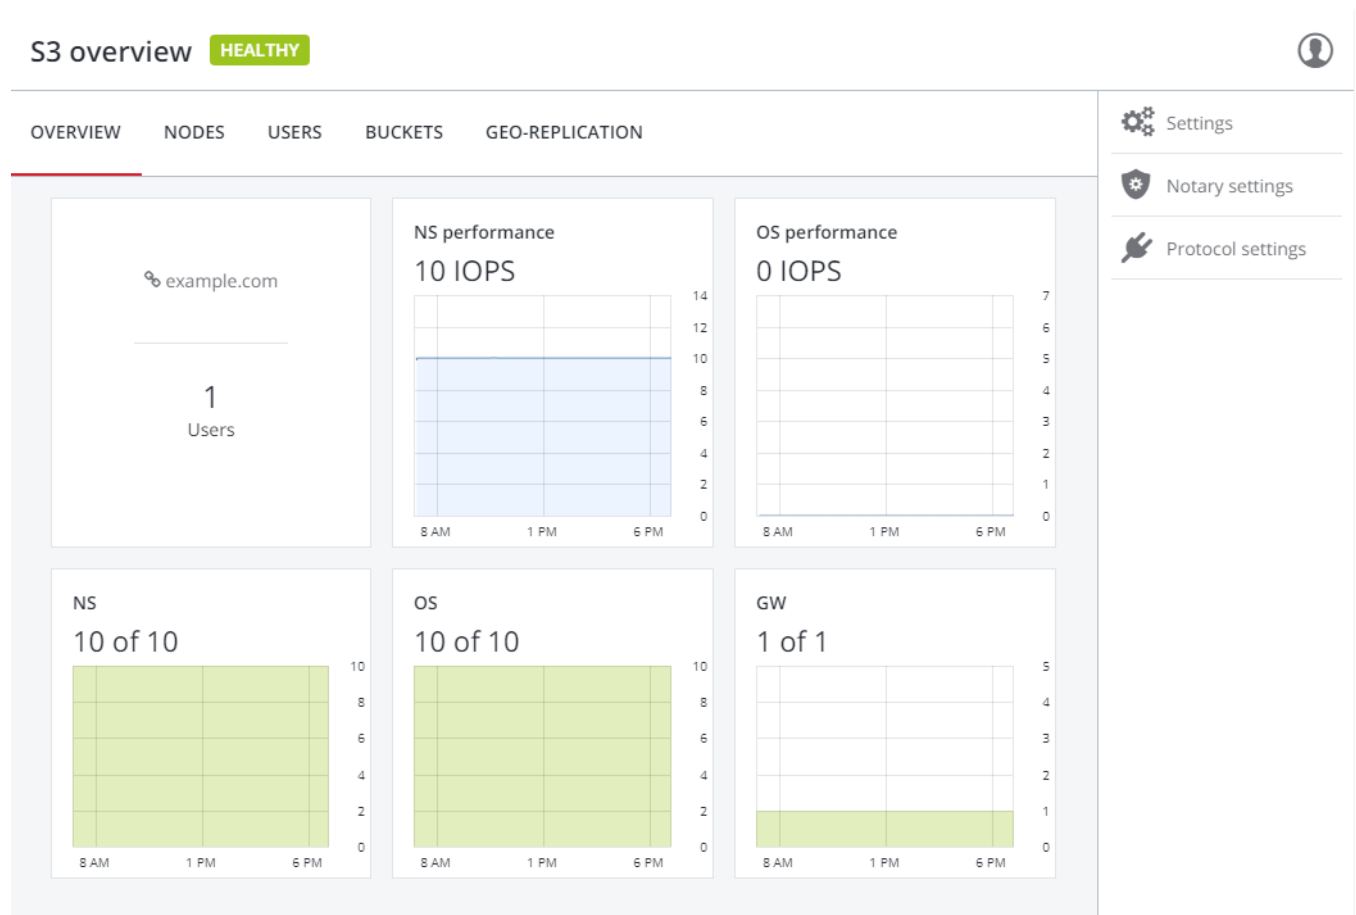 S3 overview HEALTHY
OVERVIEW NODES USERS BUCKETS GEO-REPLICATION
Settings
Notary settings
Protocol settings
example.com
1
Users
NS performance
10 IOPS
14
12
10
8
6
4
2
0
8 AM 1 PM 6 PM
OS performance
0 IOPS
7
6
5
4
3
2
1
0
8 AM 1 PM 6 PM
NS
10 of 10
10
8
6
4
2
0
8 AM 1 PM 6 PM
OS
10 of 10
10
8
6
4
2
0
8 AM 1 PM 6 PM
GW
1 of 1
5
4
3
2
1
0
8 AM 1 PM 6 PM